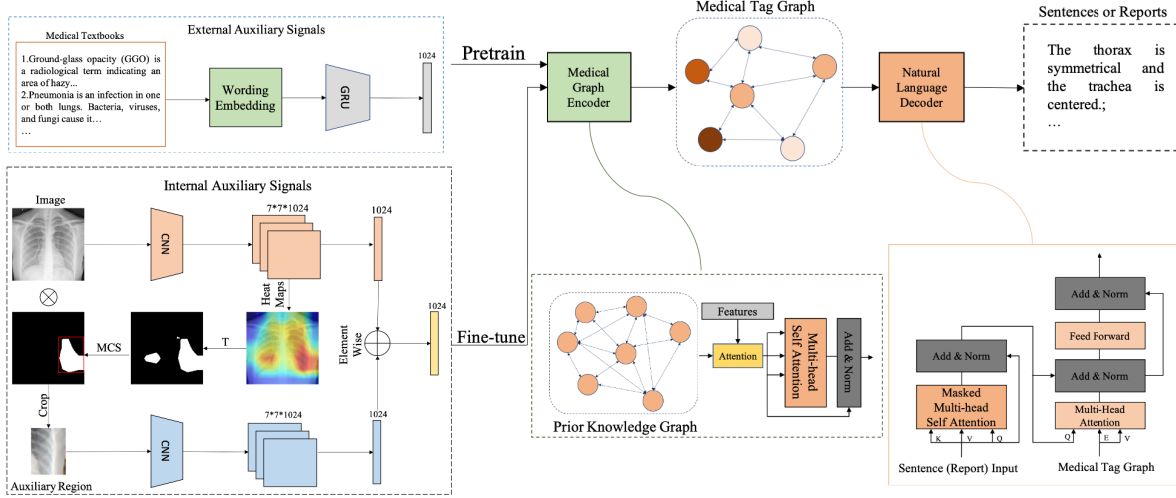 External Auxiliary Signals
Medical Textbooks
1.Ground-glass opacity (GGO) is
a radiological term indicating an
area of hazy...
2.Pneumonia is an infection in one
or both lungs. Bacteria, viruses,
and fungi cause it…
…
Wording
Embedding
GRU
1024
Pretrain
Medical
Graph
Encoder
Medical Tag Graph
Natural
Language
Decoder
Sentences or Reports
The thorax is
symmetrical and
the trachea is
centered.;
…
Internal Auxiliary Signals
Image
CNN
7*7*1024
1024
Heat
Maps
T
MCS
Element
Wise
1024
Fine-tune
Crop
Auxiliary Region
CNN
7*7*1024
1024
Features
Attention
Multi-head
Self Attention
Add & Norm
Prior Knowledge Graph
Add & Norm
Feed Forward
Add & Norm
Add & Norm
Masked
Multi-head
Self Attention
Multi-Head
Attention
K
V
Q
Q
E
V
Sentence (Report) Input
Medical Tag Graph